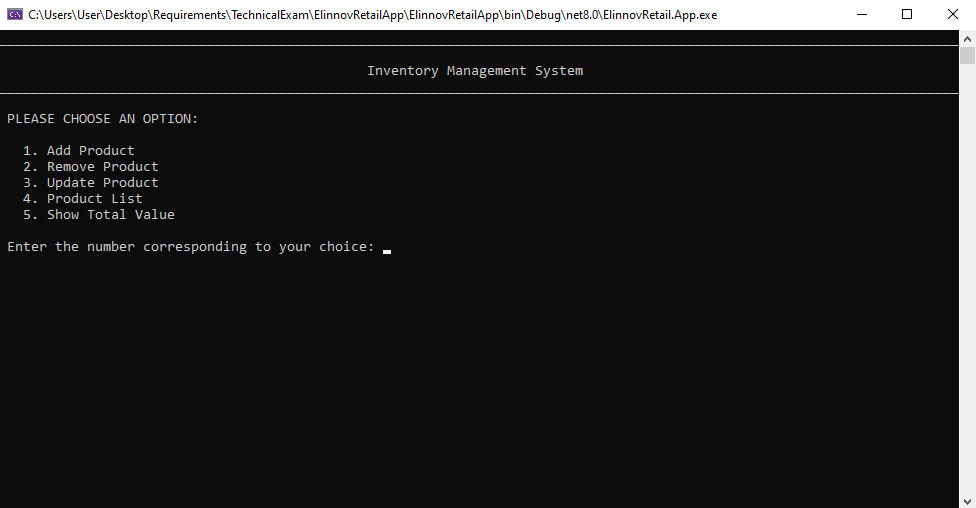 C:\Users\User\Desktop\Requirements\TechnicalExam\ElinnovRetailApp\ElinnovRetailApp\bin\Debug\net8.0\ElinnovRetail.App.exe
Inventory Management System
PLEASE CHOOSE AN OPTION:
1. Add Product
2. Remove Product
3. Update Product
4. Product List
5. Show Total Value
Enter the number corresponding to your choice: